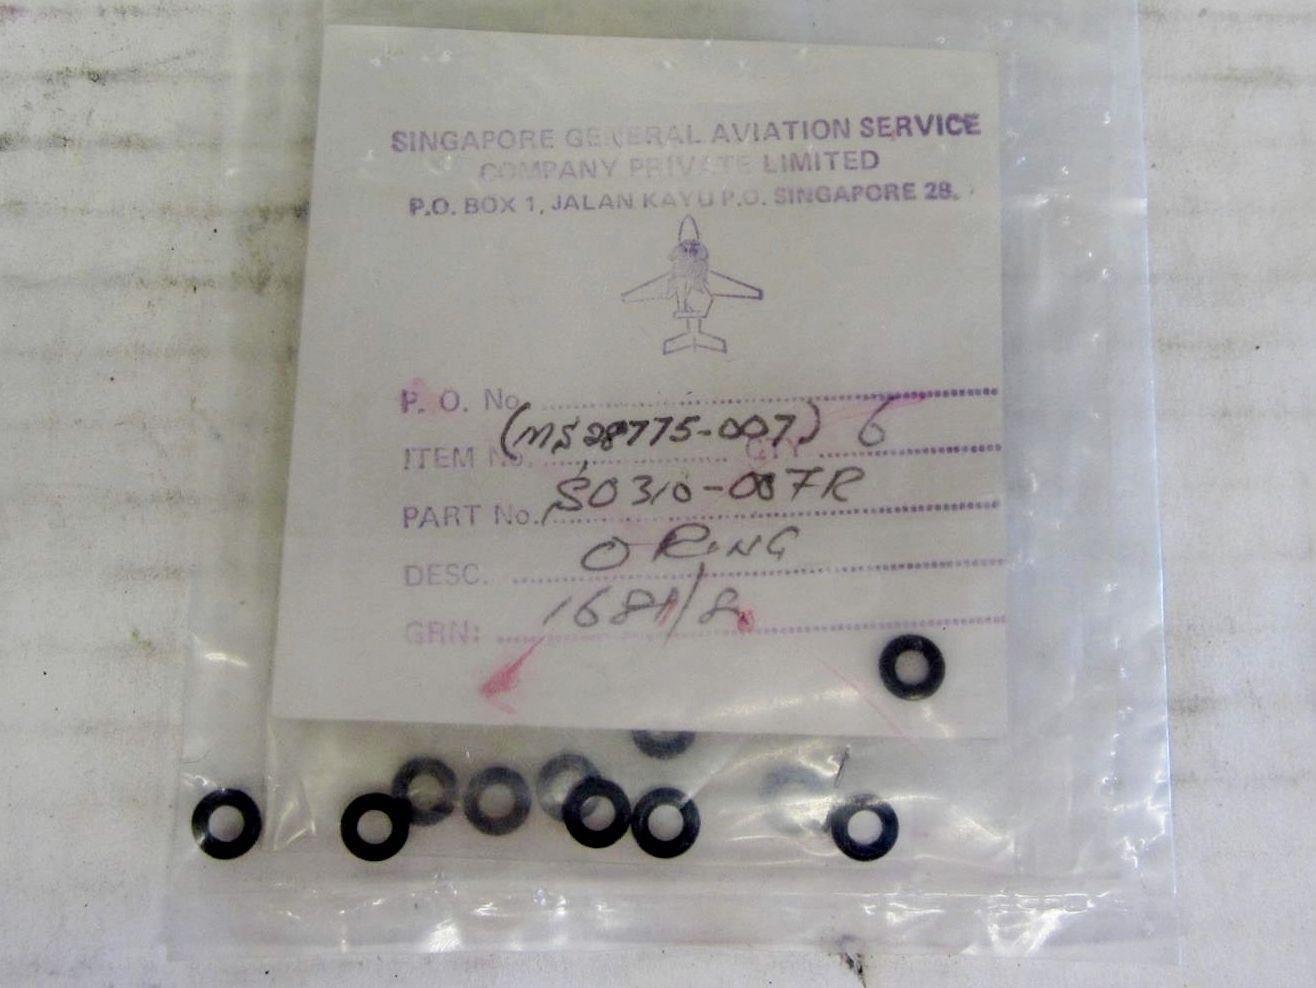 SINGAPORE GENERAL AVIATION SERVICE
COMPANY PRIVATE LIMITED
P.O. BOX 1, JALAN KAYU P.O. SINGAPORE 28.
P. O. No.
(MS28775-007) 6
ITEM No. QTY
PART No. S0310-007R
DESC. O RING
GRN: 1681/8